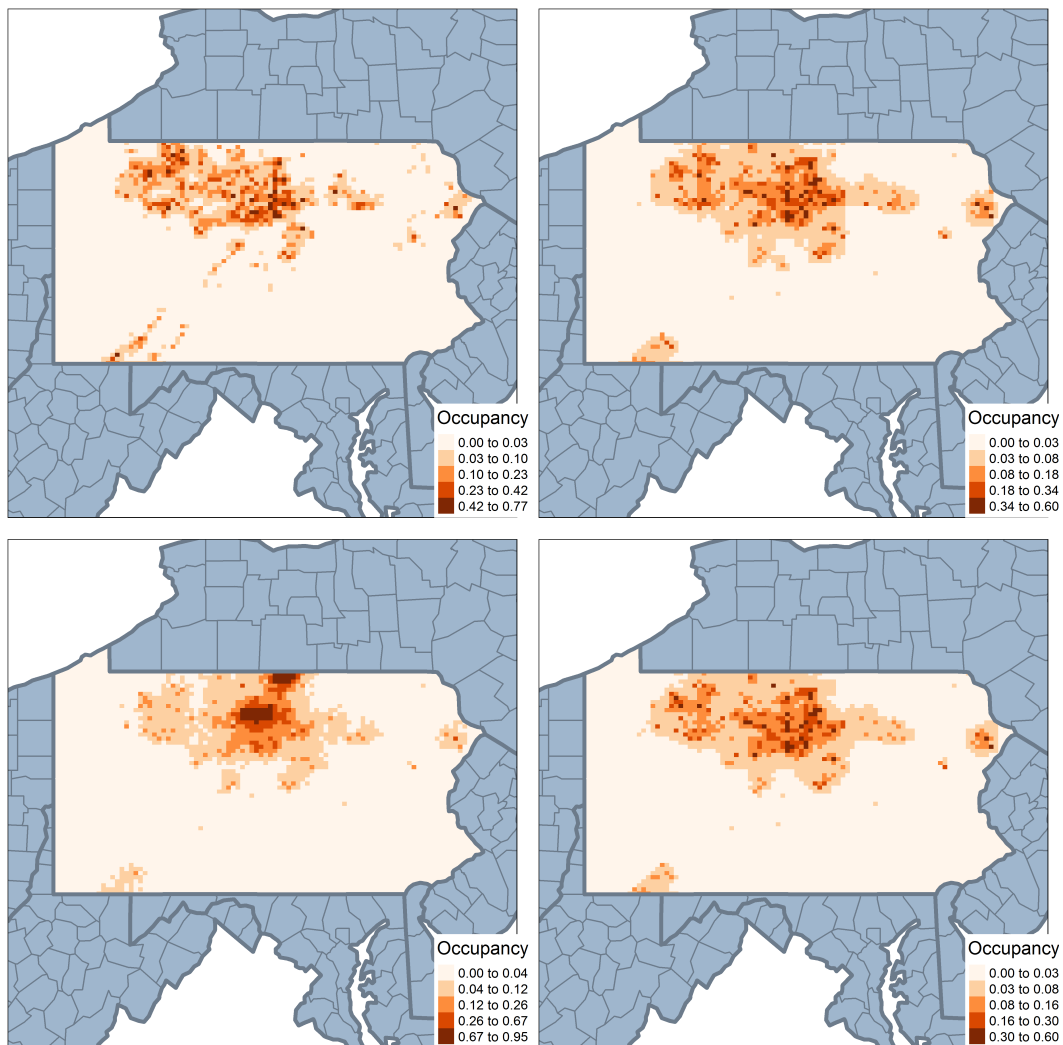 Occupancy
0.00 to 0.03
0.03 to 0.10
0.10 to 0.23
0.23 to 0.42
0.42 to 0.77
Occupancy
0.00 to 0.03
0.03 to 0.08
0.08 to 0.18
0.18 to 0.34
0.34 to 0.60
Occupancy
0.00 to 0.04
0.04 to 0.12
0.12 to 0.26
0.26 to 0.67
0.67 to 0.95
Occupancy
0.00 to 0.03
0.03 to 0.08
0.08 to 0.16
0.16 to 0.30
0.30 to 0.60